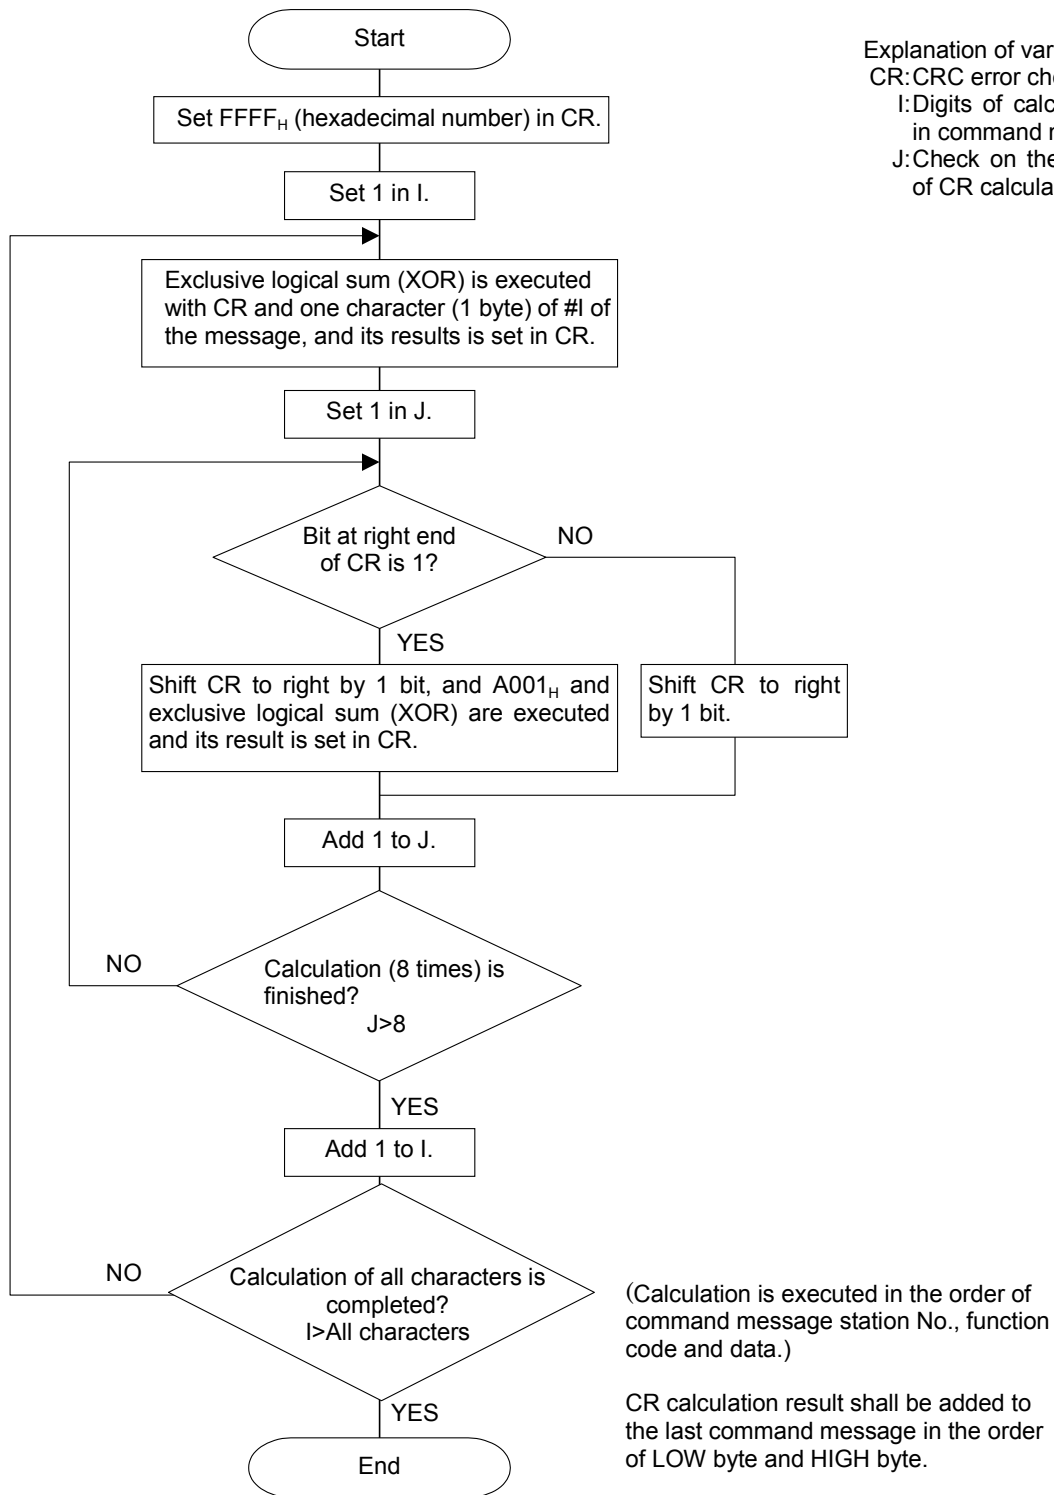 Start
Explanation of
CR:CRC error
I:Digits of
in command
J:Check on the
of CR
Set FFFFH (hexadecimal number) in CR.
Set 1 in I.
Exclusive logical sum (XOR) is executed
with CR and one character (1 byte) of #I of
the message, and its results is set in CR.
Set 1 in J.
Bit at right end
of CR is 1?
NO
YES
Shift CR to right by 1 bit, and A001H and
exclusive logical sum (XOR) are executed
and its result is set in CR.
Shift CR to right
by 1 bit.
Add 1 to J.
NO
Calculation (8 times) is
finished?
J>8
YES
Add 1 to I.
NO
Calculation of all characters is
completed?
I>All characters
(Calculation is executed in the order of
command message station No., function
code and data.)
YES
CR calculation result shall be added to
the last command message in the order
of LOW byte and HIGH byte.
End